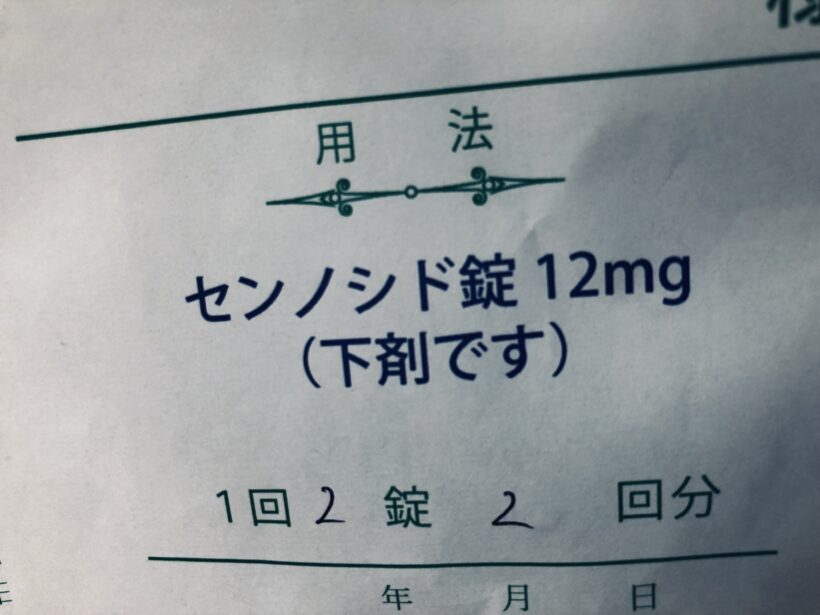 様
用法
センノシド錠 12mg
（下剤です）
1回 2 錠 2 回分
年 月 日